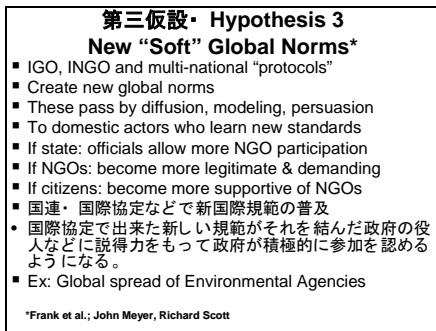 第三仮設・ Hypothesis 3
New “Soft” Global Norms*
▪ IGO, INGO and multi-national “protocols”
▪ Create new global norms
▪ These pass by diffusion, modeling, persuasion
▪ To domestic actors who learn new standards
▪ If state: officials allow more NGO participation
▪ If NGOs: become more legitimate & demanding
▪ If citizens: become more supportive of NGOs
▪ 国連・ 国際協定などで新国際規範の普及
• 国際協定で出来た新しい規範がそれを結んだ政府の役
人などに説得力をもって政府が積極的に参加を認める
ようになる。
▪ Ex: Global spread of Environmental Agencies
*Frank et al.; John Meyer, Richard Scott